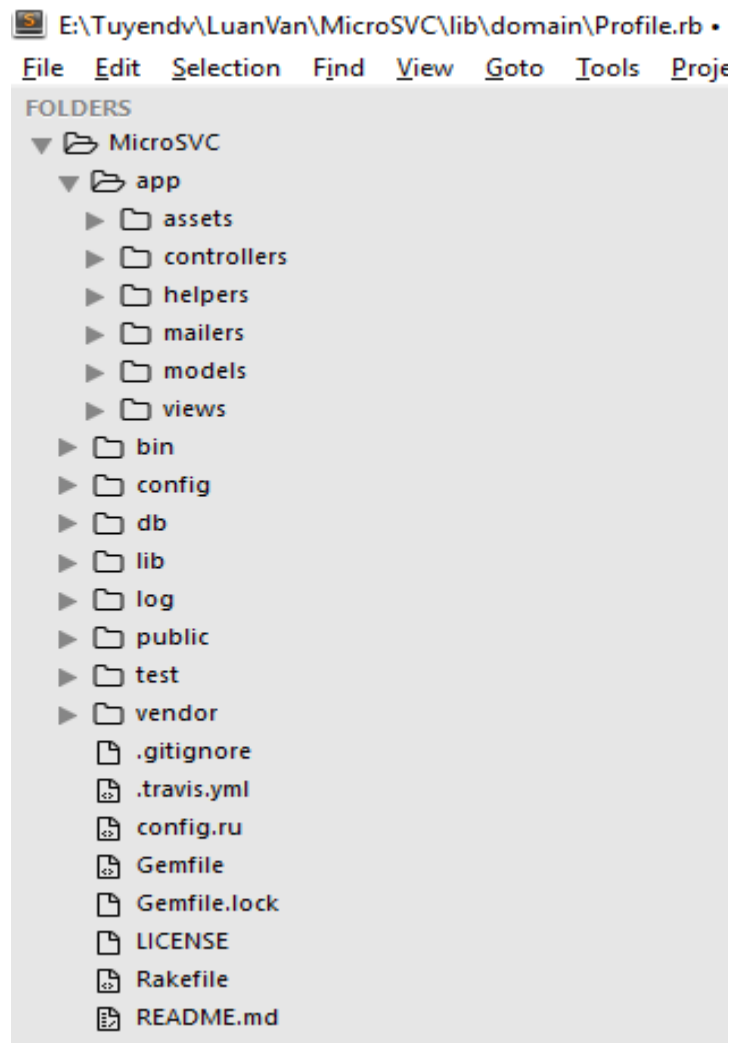 E:\Tuyendv\LuanVan\MicroSVC\lib\domain\Profile.rb •
File Edit Selection Find View Goto Tools Proje
FOLDERS
MicroSVC
app
assets
controllers
helpers
mailers
models
views
bin
config
db
lib
log
public
test
vendor
.gitignore
.travis.yml
config.ru
Gemfile
Gemfile.lock
LICENSE
Rakefile
README.md